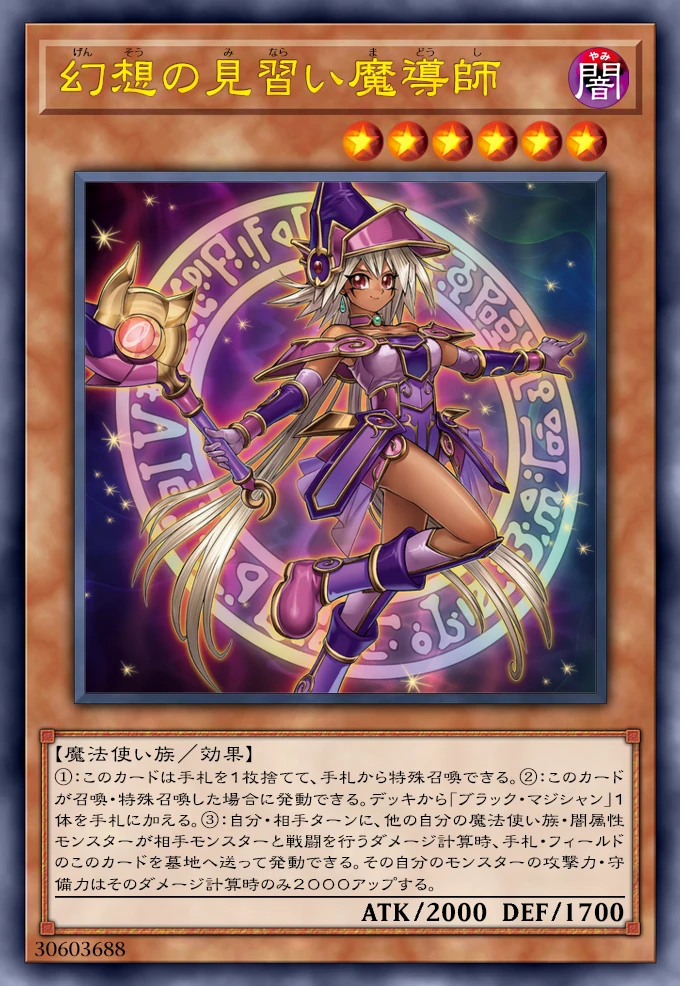 げん そう み なら ま どう し
幻想の見習い魔導師
やみ
闇
【魔法使い族／効果】
①：このカードは手札を１枚捨てて、手札から特殊召喚できる。②：このカード
が召喚・特殊召喚した場合に発動できる。デッキから「ブラック・マジシャン」１
体を手札に加える。③：自分・相手ターンに、他の自分の魔法使い族・闇属性
モンスターが相手モンスターと戦闘を行うダメージ計算時、手札・フィールド
のこのカードを墓地へ送って発動できる。その自分のモンスターの攻撃力・守
備力はそのダメージ計算時のみ２０００アップする。
ATK/2000 DEF/1700
30603688